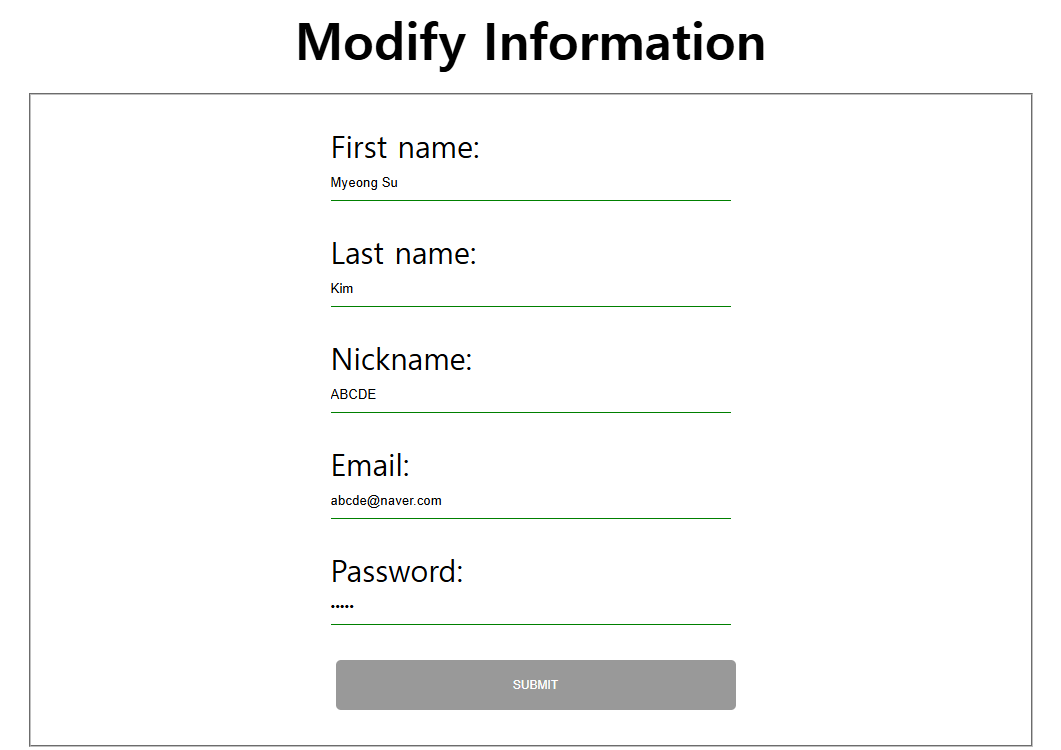 Modify Information
First name:
Myeong Su
Last name:
Kim
Nickname:
ABCDE
Email:
abcde@naver.com
Password:
•••••
SUBMIT